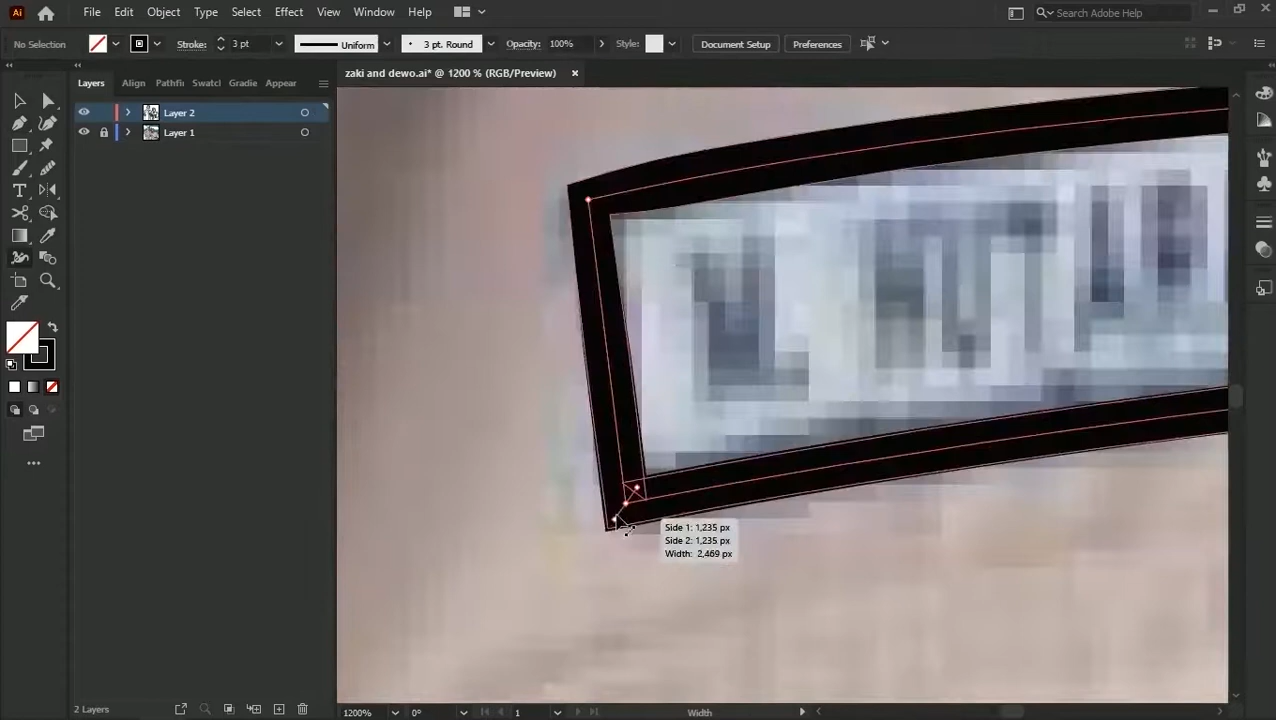 Ai File Edit Object Type Select Effect View Window Help Search Adobe Help
No Selection Stroke: 3 pt Uniform 3 pt. Round Opacity: 100% Style: Document Setup Preferences
Layers Align Pathfi Swatcl Gradie Appear
zaki and dewo.ai* @ 1200 % (RGB/Preview)
Layer 2
Layer 1
Side 1: 1,235 px
Side 2: 1,235 px
Width: 2,469 px
2 Layers 1200% 0° 1 Width